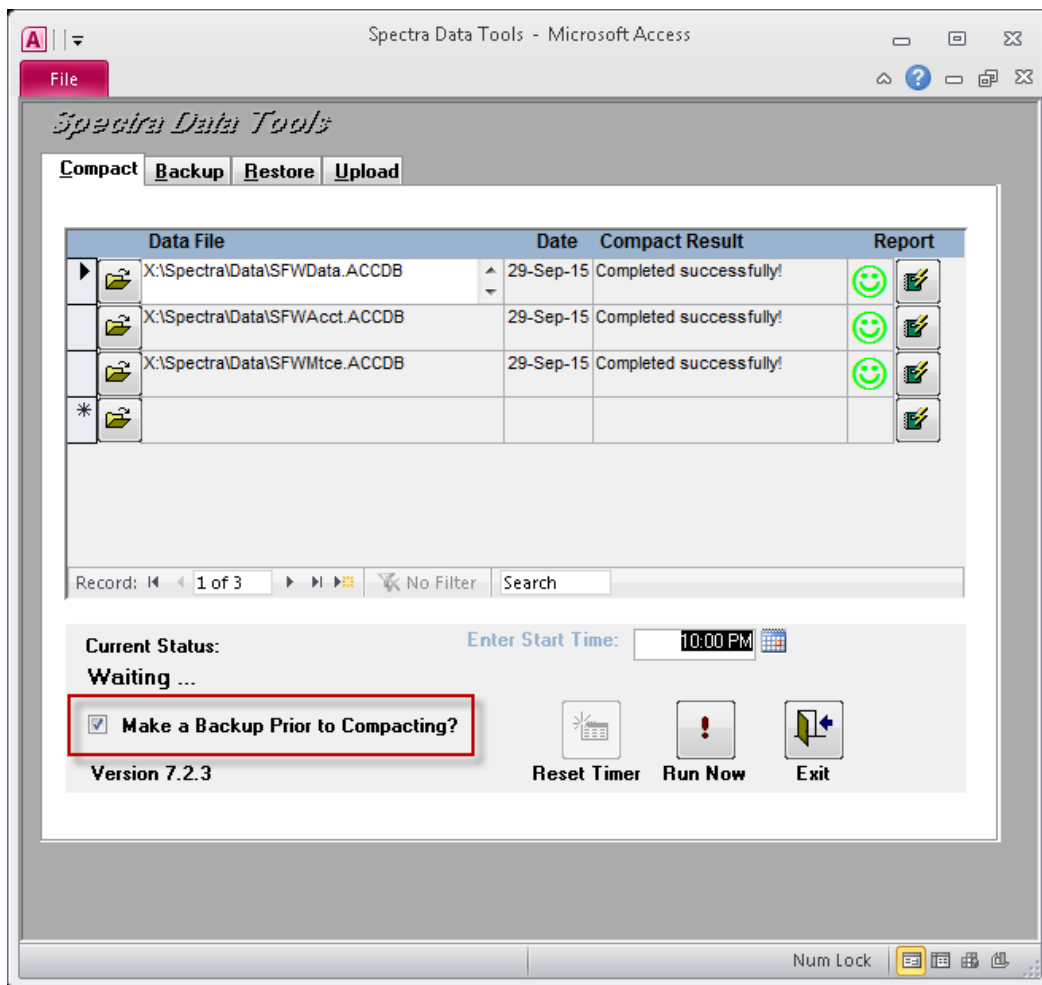 Spectra Data Tools - Microsoft Access
File
Spectra Data Tools
Compact Backup Restore Upload
Data File Date Compact Result Report
X:\Spectra\Data\SFWData.ACCDB 29-Sep-15 Completed successfully!
X:\Spectra\Data\SFWAcct.ACCDB 29-Sep-15 Completed successfully!
X:\Spectra\Data\SFWMtce.ACCDB 29-Sep-15 Completed successfully!
Record: 1 of 3 No Filter Search
Current Status: Enter Start Time: 10:00 PM
Waiting ...
Make a Backup Prior to Compacting?
Version 7.2.3 Reset Timer Run Now Exit
Num Lock